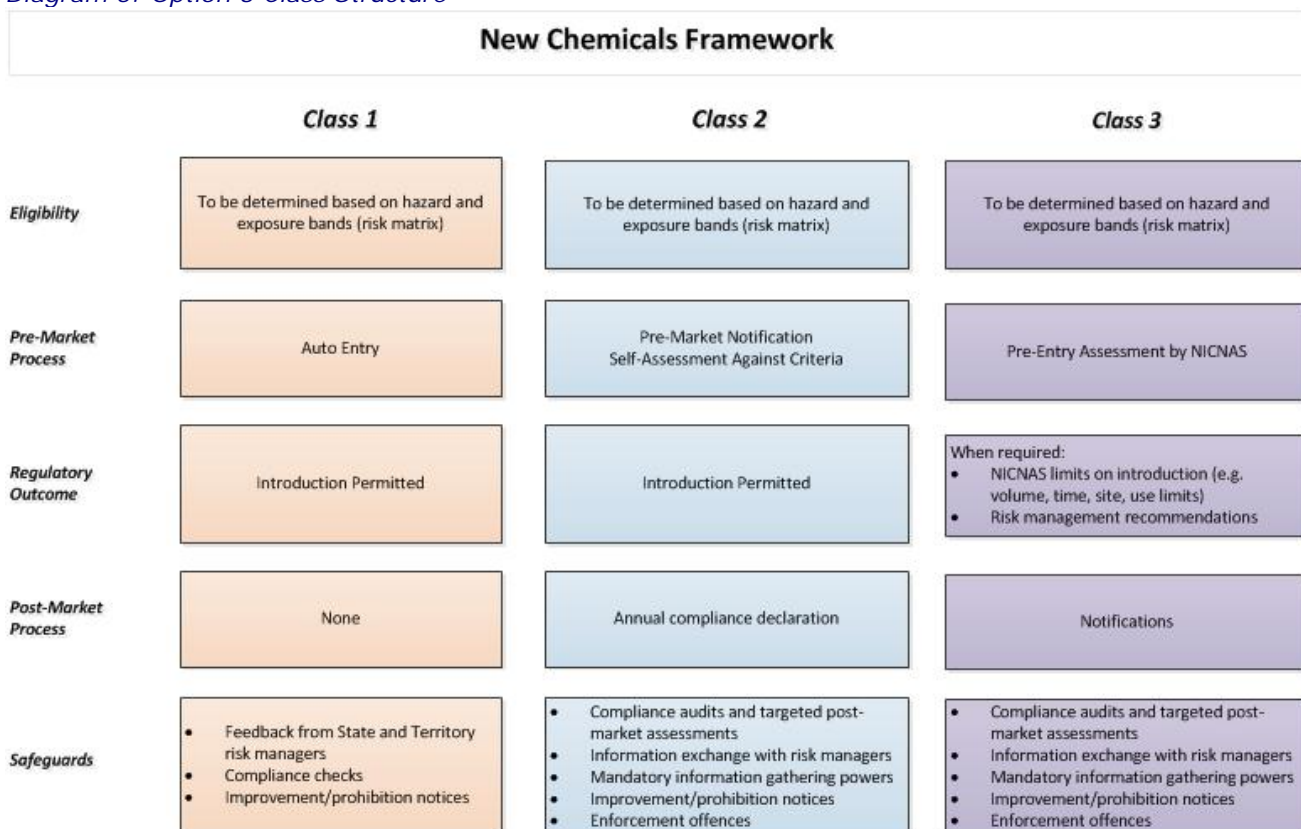 Diagram of Option 3 Class Structure
New Chemicals Framework
Class 1
Class 2
Class 3
Eligibility
To be determined based on hazard and
exposure bands (risk matrix)
To be determined based on hazard and
exposure bands (risk matrix)
To be determined based on hazard and
exposure bands (risk matrix)
Pre-Market
Process
Auto Entry
Pre-Market Notification
Self-Assessment Against Criteria
Pre-Entry Assessment by NICNAS
Regulatory
Outcome
Introduction Permitted
Introduction Permitted
When required:
• NICNAS limits on introduction (e.g.
volume, time, site, use limits)
• Risk management recommendations
Post-Market
Process
None
Annual compliance declaration
Notifications
Safeguards
• Feedback from State and Territory
risk managers
• Compliance checks
• Improvement/prohibition notices
• Compliance audits and targeted post-
market assessments
• Information exchange with risk managers
• Mandatory information gathering powers
• Improvement/prohibition notices
• Enforcement offences
• Compliance audits and targeted post-
market assessments
• Information exchange with risk managers
• Mandatory information gathering powers
• Improvement/prohibition notices
• Enforcement offences